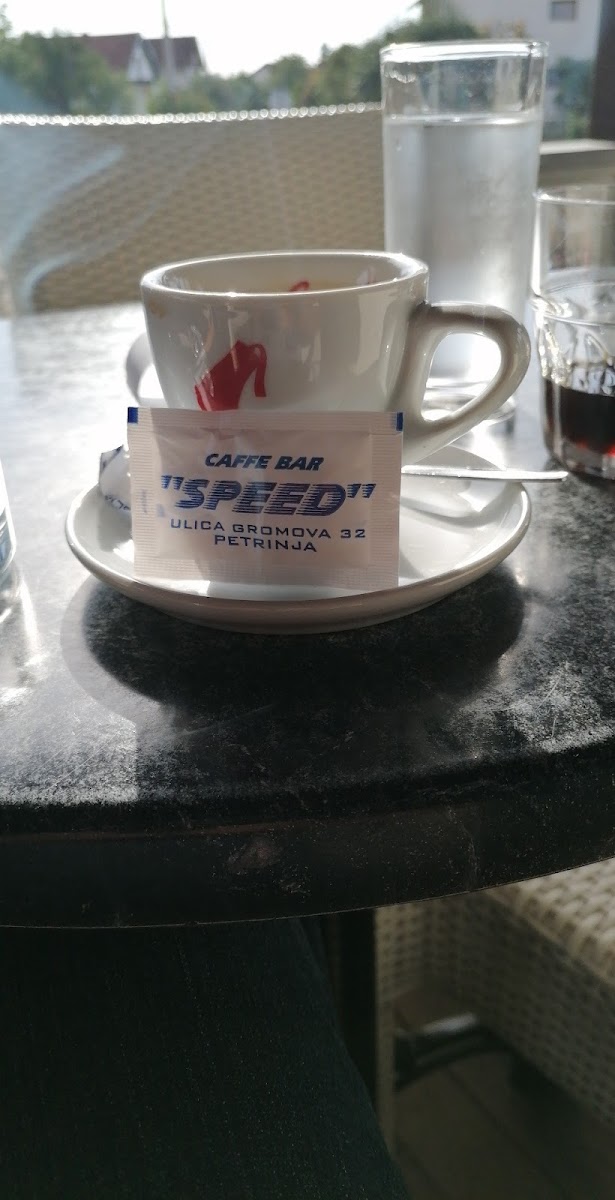 CAFFE BAR
"SPEED"
ULICA GROMOVA 32
PETRINJA